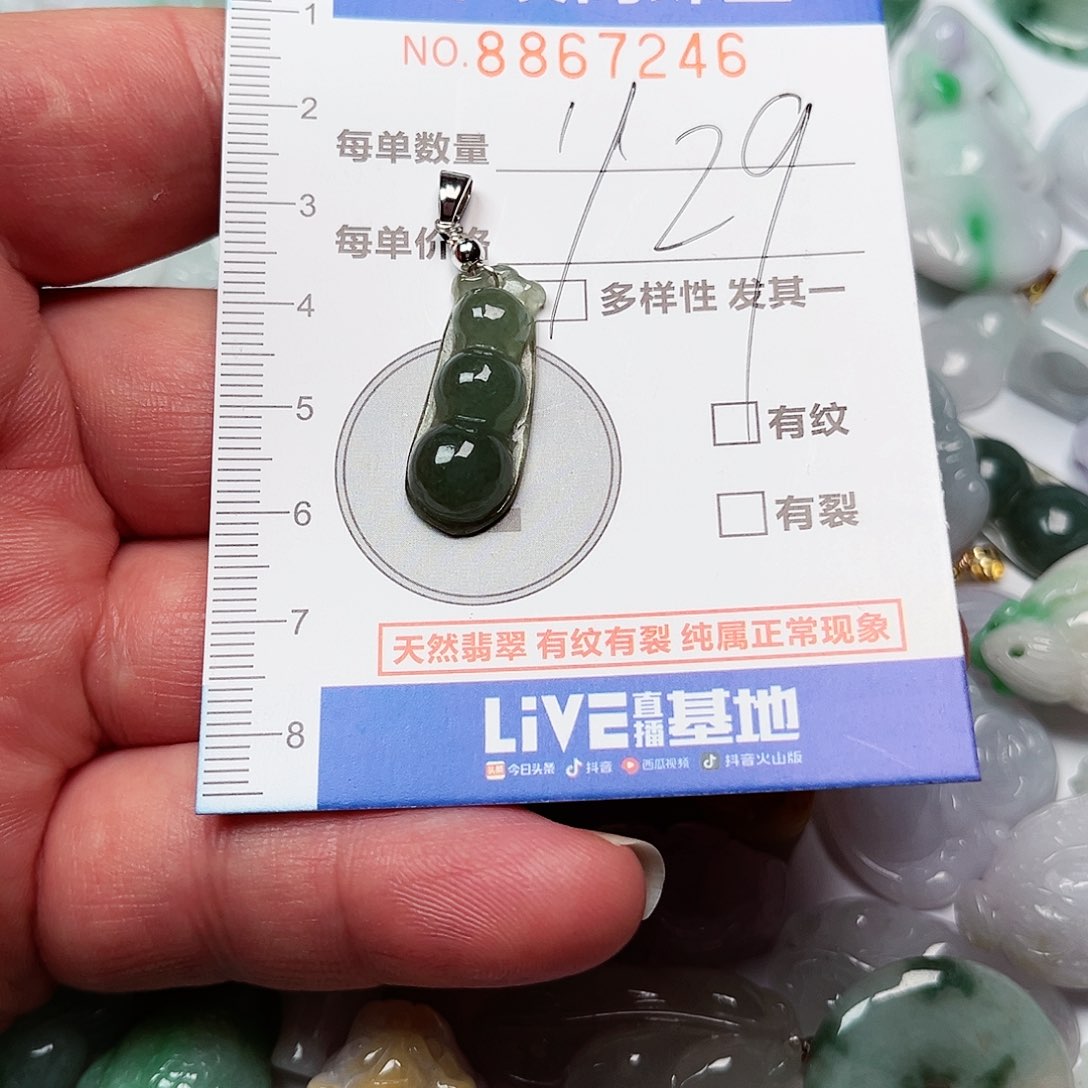 1
NO.8867246
2
每单数量
1/129
3
每单价格
4
多样性 发其一
5
有纹
6
有裂
7
天然翡翠 有纹有裂 纯属正常现象
8
LiVE直播基地
头条 今日头条 抖音 西瓜视频 抖音火山版